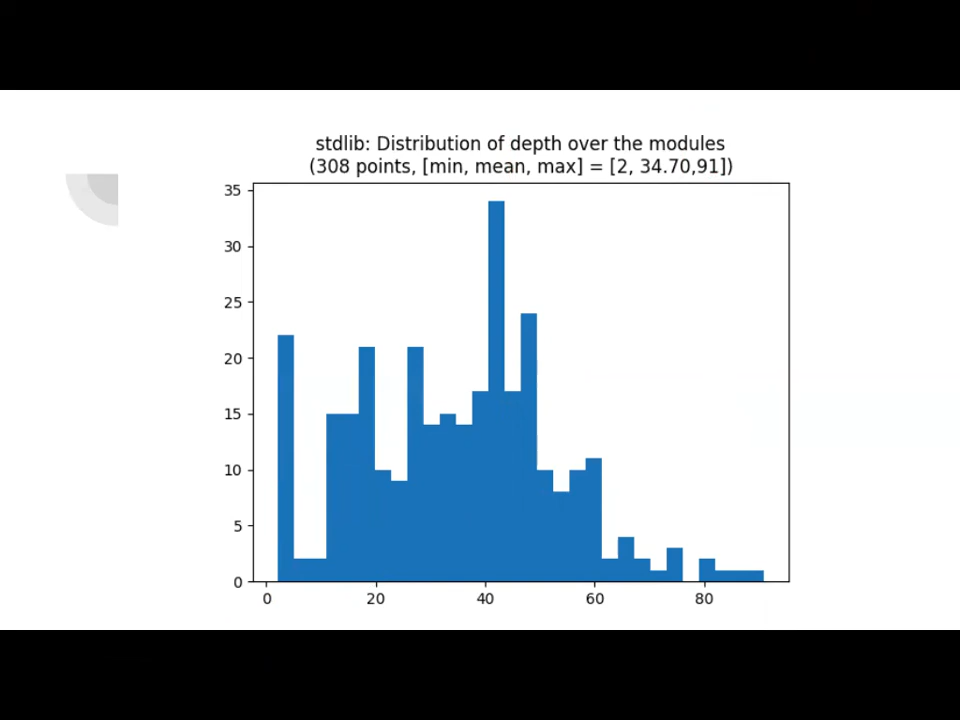 stdlib: Distribution of depth over the modules
(308 points, [min, mean, max] = [2, 34.70,91])
35
30
25
20
15
10
5
0
0 20 40 60 80